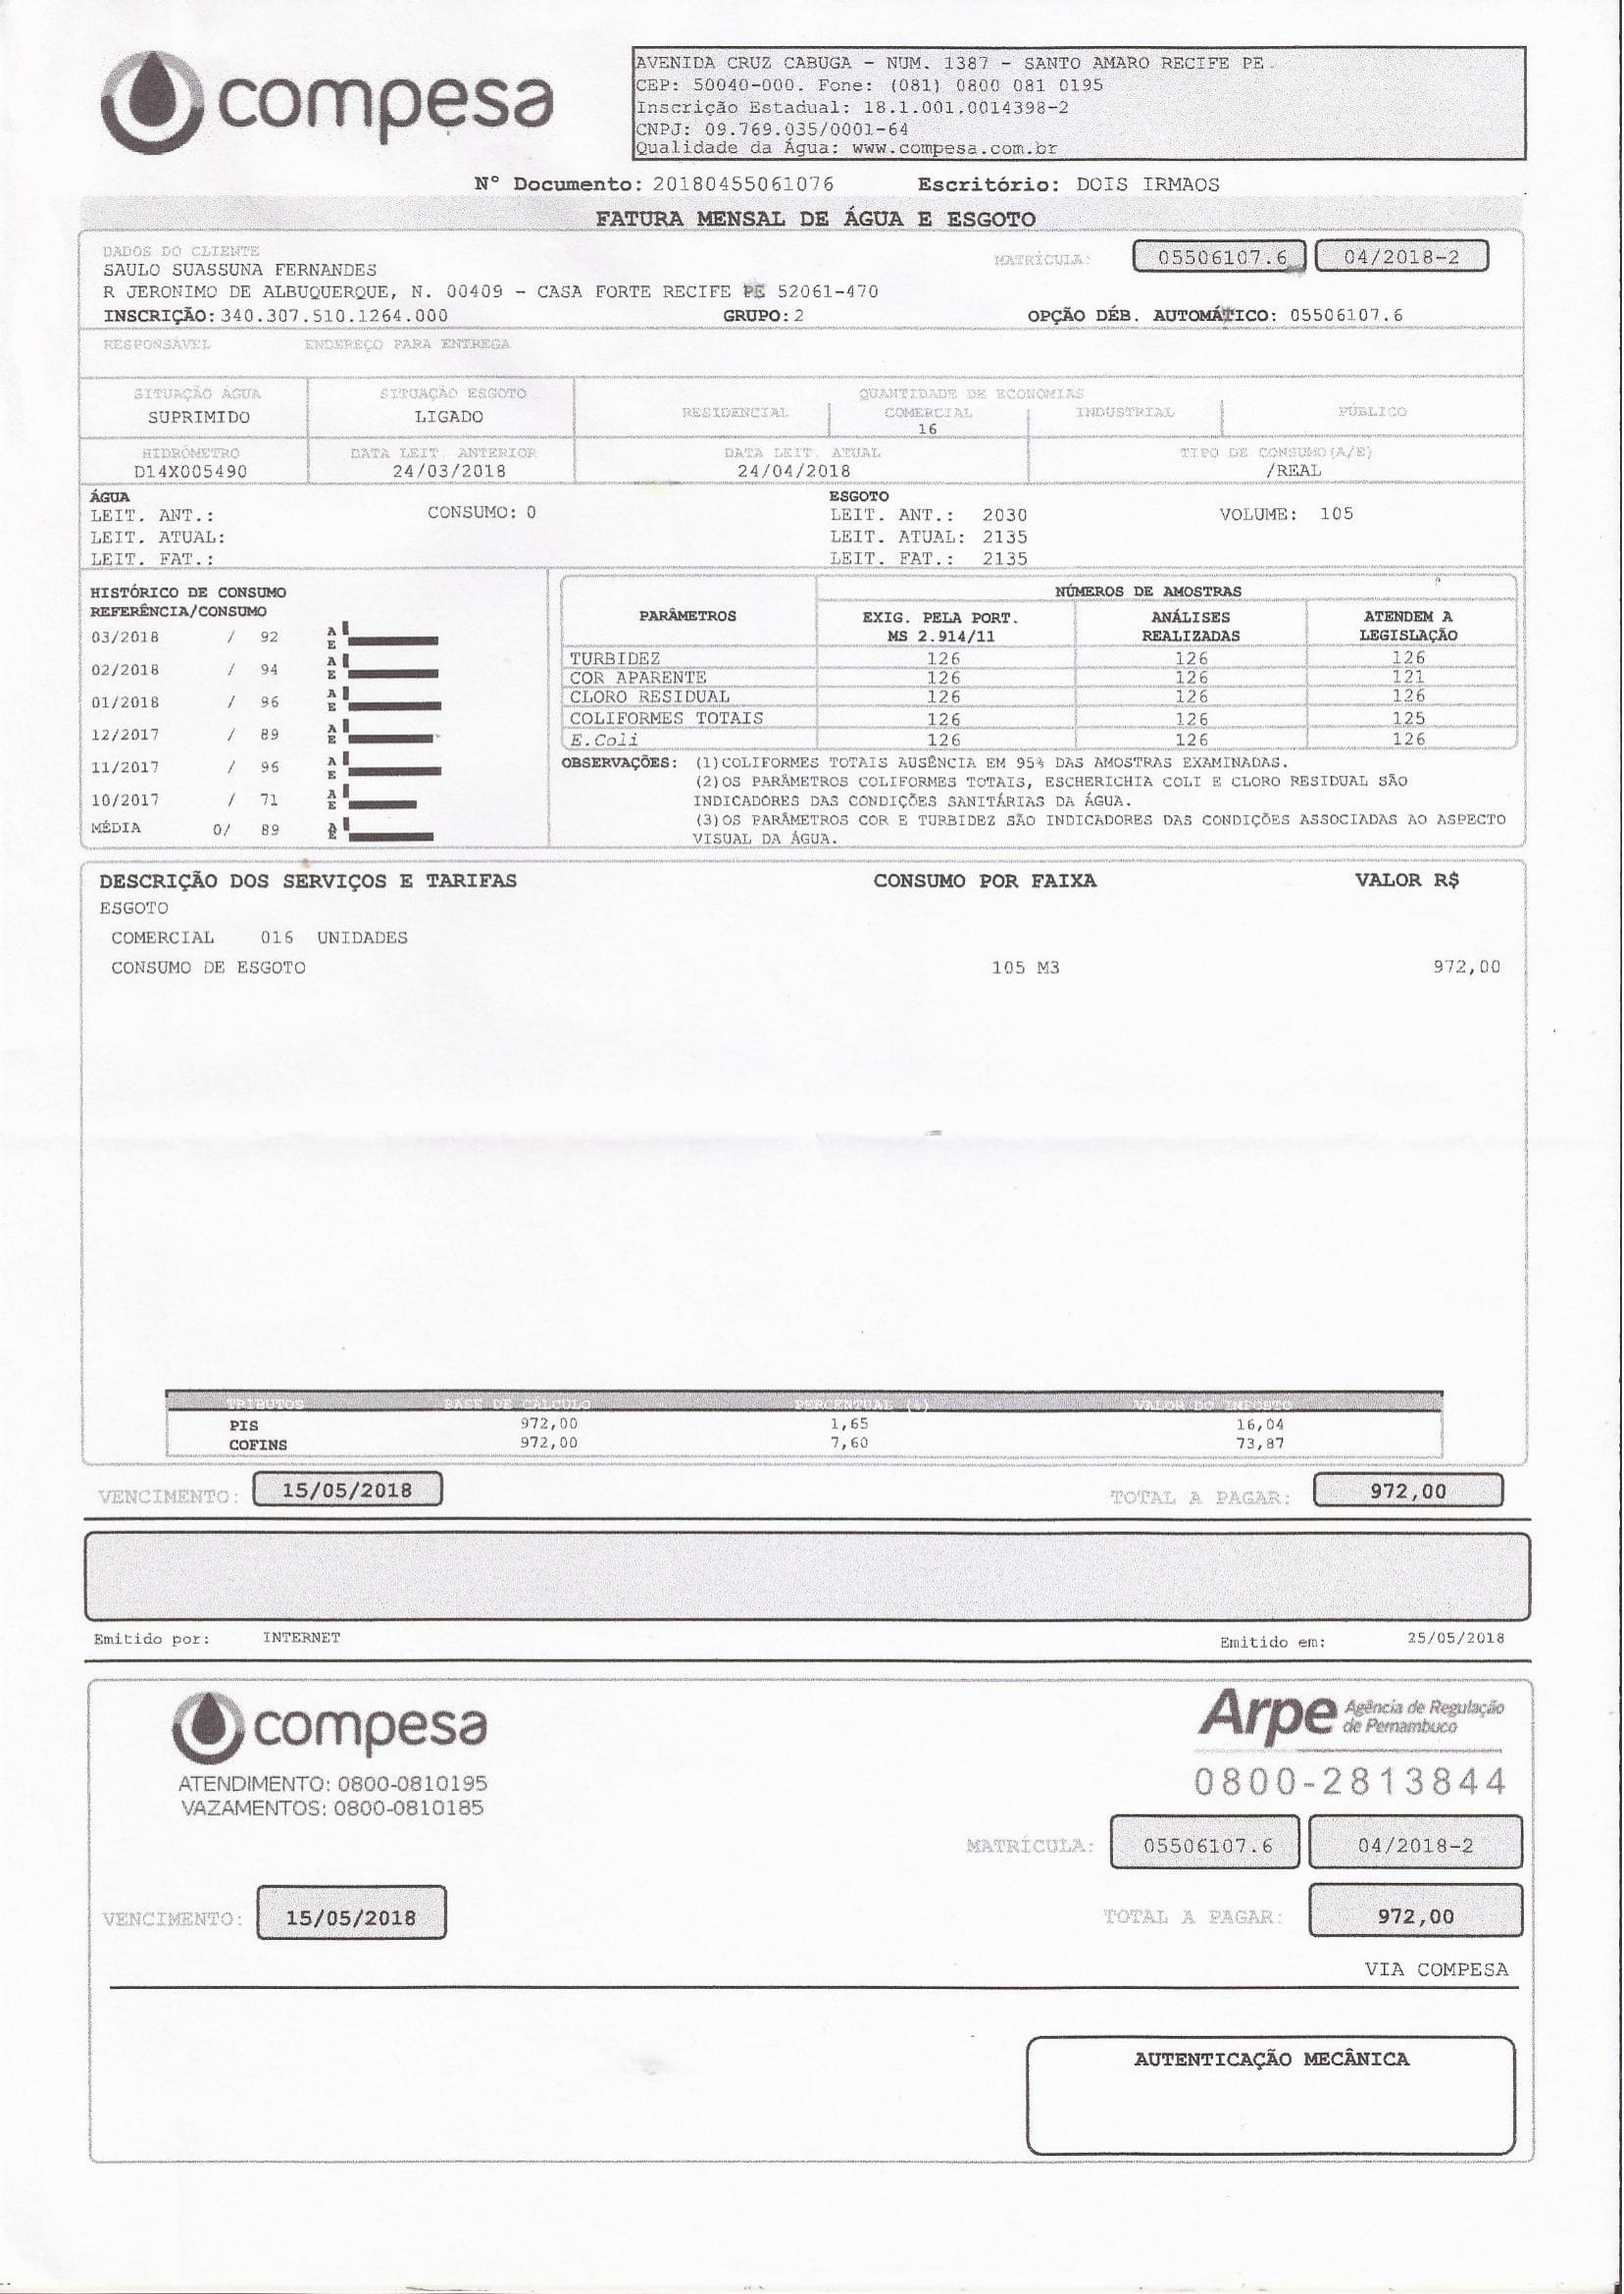 compesa
AVENIDA CRUZ CABUGA - NUM. 1387 - SANTO AMARO RECIFE PE.
CEP: 50040-000. Fone: (081) 0800 081 0195
Inscrição Estadual: 18.1.001.0014398-2
CNPJ: 09.769.035/0001-64
Qualidade da Água: www.compesa.com.br
N° Documento: 20180455061076 Escritório: DOIS IRMAOS
FATURA MENSAL DE ÁGUA E ESGOTO
DADOS DO CLIENTE
SAULO SUASSUNA FERNANDES
MATRÍCULA: 05506107.6 04/2018-2
R JERONIMO DE ALBUQUERQUE, N. 00409 - CASA FORTE RECIFE PE 52061-470
INSCRIÇÃO: 340.307.510.1264.000 GRUPO: 2 OPÇÃO DÉB. AUTOMÁTICO: 05506107.6
RESPONSÁVEL ENDEREÇO PARA ENTREGA
SITUAÇÃO ÁGUA SITUAÇÃO ESGOTO QUANTIDADE DE ECONOMIAS
SUPRIMIDO LIGADO RESIDENCIAL COMERCIAL INDUSTRIAL PÚBLICO
16
HIDRÔMETRO DATA LEIT. ANTERIOR DATA LEIT. ATUAL TIPO DE CONSUMO(A/E)
D14X005490 24/03/2018 24/04/2018 /REAL
ÁGUA ESGOTO
LEIT. ANT.: CONSUMO: 0 LEIT. ANT.: 2030 VOLUME: 105
LEIT. ATUAL: LEIT. ATUAL: 2135
LEIT. FAT.: LEIT. FAT.: 2135
HISTÓRICO DE CONSUMO
REFERÊNCIA/CONSUMO
03/2018 / 92 A E
02/2018 / 94 A E
01/2018 / 96 A E
12/2017 / 89 A E
11/2017 / 96 A E
10/2017 / 71 A E
MÉDIA 0/ 89 A E
NÚMEROS DE AMOSTRAS
PARÂMETROS EXIG. PELA PORT. MS 2.914/11 ANÁLISES REALIZADAS ATENDEM A LEGISLAÇÃO
TURBIDEZ 126 126 126
COR APARENTE 126 126 121
CLORO RESIDUAL 126 126 126
COLIFORMES TOTAIS 126 126 125
E.Coli 126 126 126
OBSERVAÇÕES: (1)COLIFORMES TOTAIS AUSÊNCIA EM 95% DAS AMOSTRAS EXAMINADAS.
(2)OS PARÂMETROS COLIFORMES TOTAIS, ESCHERICHIA COLI E CLORO RESIDUAL SÃO
INDICADORES DAS CONDIÇÕES SANITÁRIAS DA ÁGUA.
(3)OS PARÂMETROS COR E TURBIDEZ SÃO INDICADORES DAS CONDIÇÕES ASSOCIADAS AO ASPECTO
VISUAL DA ÁGUA.
DESCRIÇÃO DOS SERVIÇOS E TARIFAS CONSUMO POR FAIXA VALOR R$
ESGOTO
COMERCIAL 016 UNIDADES
CONSUMO DE ESGOTO 105 M3 972,00
TRIBUTOS BASE DE CÁLCULO PERCENTUAL (%) VALOR DO IMPOSTO
PIS 972,00 1,65 16,04
COFINS 972,00 7,60 73,87
VENCIMENTO: 15/05/2018 TOTAL A PAGAR: 972,00
Emitido por: INTERNET Emitido em: 25/05/2018
compesa
ATENDIMENTO: 0800-0810195
VAZAMENTOS: 0800-0810185
Arpe Agência de Regulação
de Pernambuco
0800-2813844
MATRÍCULA: 05506107.6 04/2018-2
VENCIMENTO: 15/05/2018 TOTAL A PAGAR: 972,00
VIA COMPESA
AUTENTICAÇÃO MECÂNICA